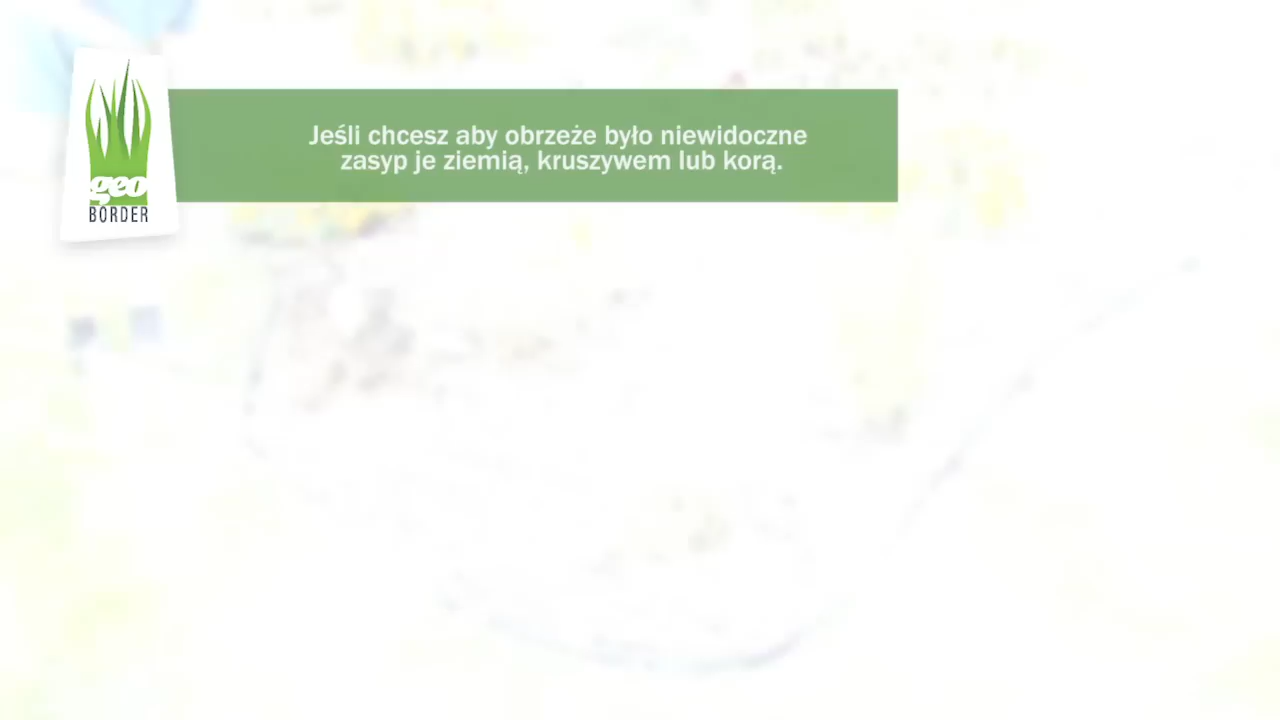 Jeśli chcesz aby obrzeże było niewidoczne
zasyp je ziemią, kruszywem lub korą.
geo
BORDER